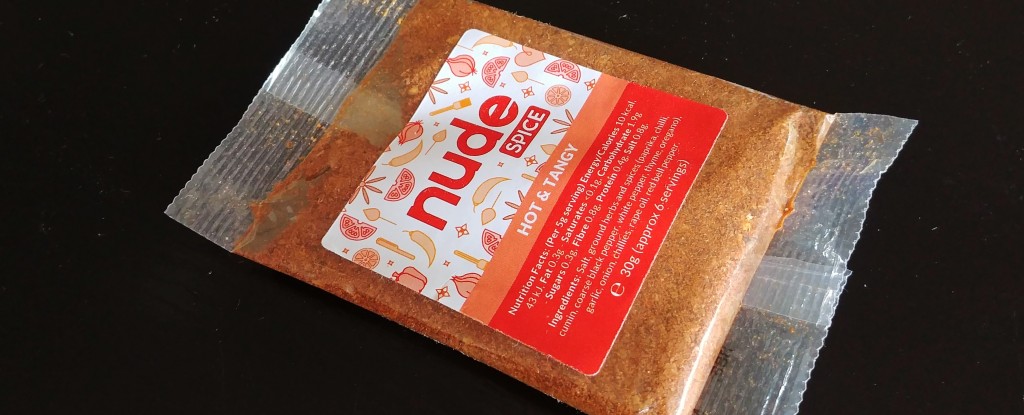 nude
SPICE
HOT & TANGY
Nutrition Facts: (Per 5g serving) Energy/Calories 10 kcal,
43 kJ, Fat 0.3g, Saturates <0.1g, Carbohydrate 1.9g
Sugars 0.3g, Fibre 0.8g, Protein 0.4g, Salt 0.8g.
Ingredients: Salt, ground herbs and spices (paprika, chilli,
cumin, coarse black pepper, white pepper, thyme, oregano),
garlic, onion, chillies, rape oil, red bell pepper.
℮ 30g (approx 6 servings)